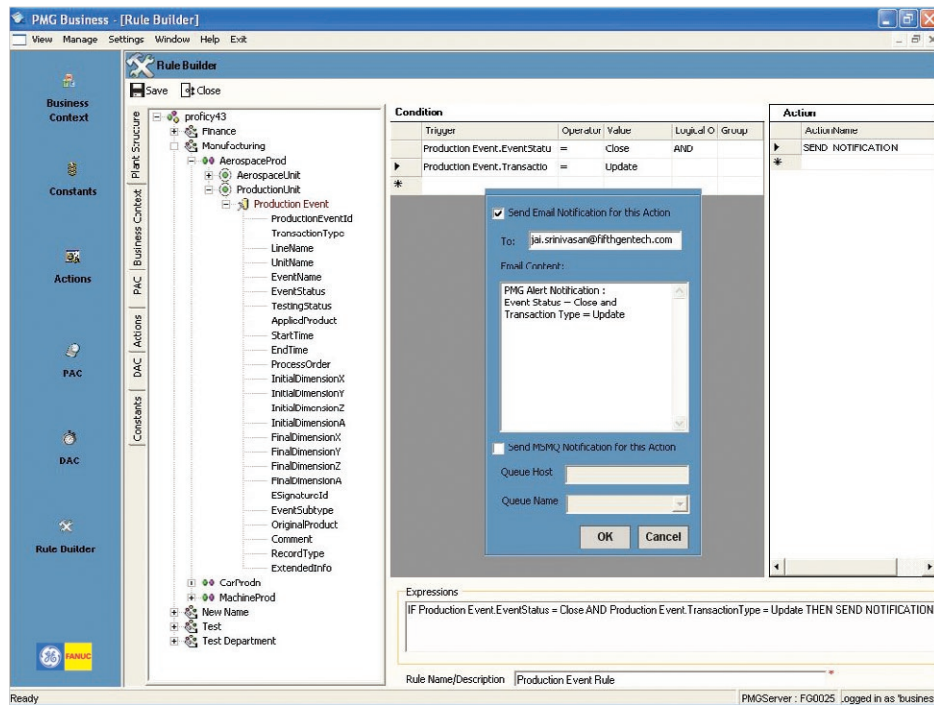 PMG Business - [Rule Builder]
View Manage Settings Window Help Exit
Rule Builder
Save Close
Business Context
Constants
Actions
PAC
DAC
Rule Builder
FANUC
Plant Structure
Business Context
PAC
Actions
DAC
Constants
proficy43
Finance
Manufacturing
AerospaceProd
AerospaceUnit
ProductionUnit
Production Event
ProductionEventId
TransactionType
LineName
UnitName
EventName
EventStatus
TestingStatus
AppliedProduct
StartTime
EndTime
ProcessOrder
InitialDimensionX
InitialDimensionY
InitialDimensionZ
InitialDimensionA
FinalDimensionX
FinalDimensionY
FinalDimensionZ
FinalDimensionA
ESignatureId
EventSubtype
OriginalProduct
Comment
RecordType
ExtendedInfo
CarProdn
MachineProd
New Name
Test
Test Department
Condition
Trigger Operator Value Logical O Group
Production Event.EventStatu = Close AND
Production Event.Transactio = Update
Action
ActionName
SEND NOTIFICATION
Send Email Notification for this Action
To: jai.srinivasan@fifthgentech.com
Email Content:
PMG Alert Notification :
Event Status = Close and
Transaction Type = Update
Send MSMQ Notification for this Action
Queue Host
Queue Name
OK Cancel
Expressions
IF Production Event.EventStatus = Close AND Production Event.TransactionType = Update THEN SEND NOTIFICATION
Rule Name/Description Production Event Rule *
Ready PMGServer : FG0025 .ogged in as 'busines